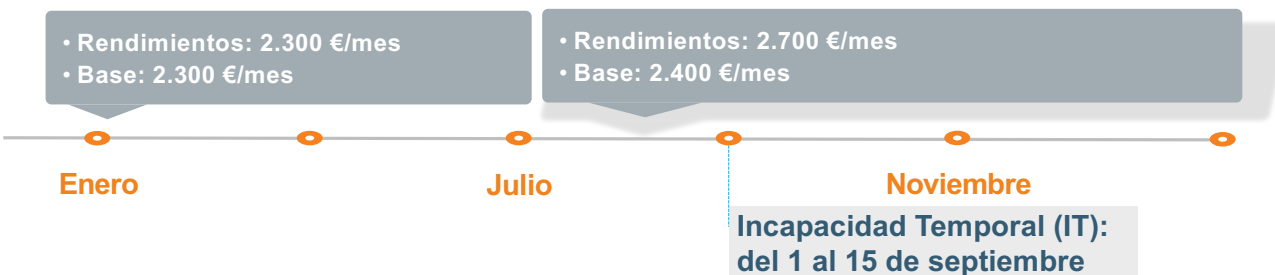 • Rendimientos: 2.300 €/mes
• Base: 2.300 €/mes
• Rendimientos: 2.700 €/mes
• Base: 2.400 €/mes
Enero
Julio
Noviembre
Incapacidad Temporal (IT):
del 1 al 15 de septiembre